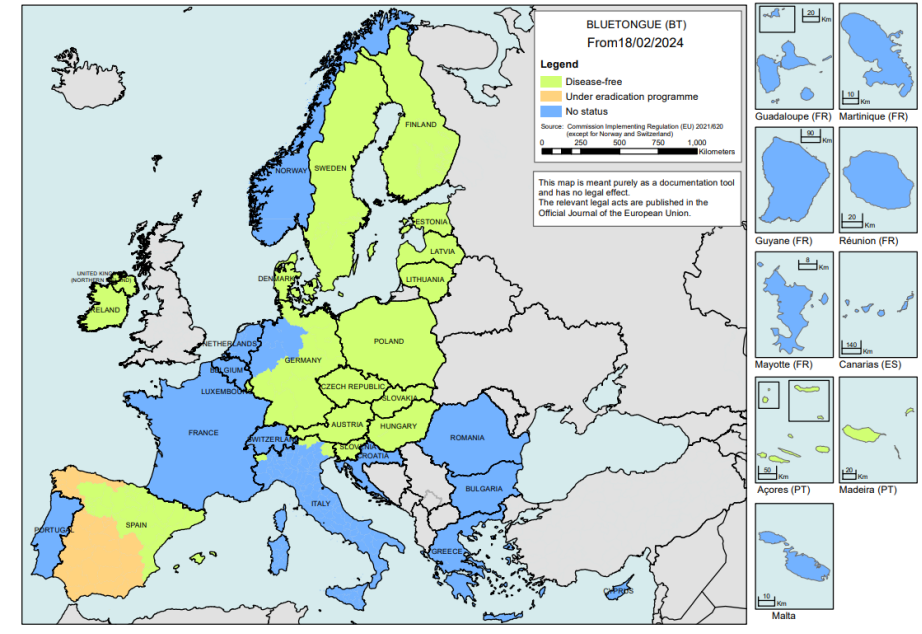 BLUETONGUE (BT)
From18/02/2024
Legend
Disease-free
Under eradication programme
No status
Source: Commission Implementing Regulation (EU) 2021/620
(except for Norway and Switzerland)
0 250 500 750 1,000
Kilometers
This map is meant purely as a documentation tool
and has no legal effect.
The relevant legal acts are published in the
Official Journal of the European Union.
FINLAND
NORWAY
SWEDEN
ESTONIA
LATVIA
LITHUANIA
DENMARK
UNITED KINGDOM
(NORTHERN IRELAND)
IRELAND
NETHERLANDS
BELGIUM
LUXEMBOURG
GERMANY
POLAND
CZECH REPUBLIC
SLOVAKIA
AUSTRIA
HUNGARY
FRANCE
SWITZERLAND
SLOVENIA
CROATIA
ROMANIA
BULGARIA
ITALY
SPAIN
PORTUGAL
GREECE
CYPRUS
20
Km
Guadaloupe (FR)
10
Km
Martinique (FR)
90
Km
Guyane (FR)
20
Km
Réunion (FR)
8
Km
Mayotte (FR)
140
Km
Canarias (ES)
50
Km
Açores (PT)
20
Km
Madeira (PT)
10
Km
Malta